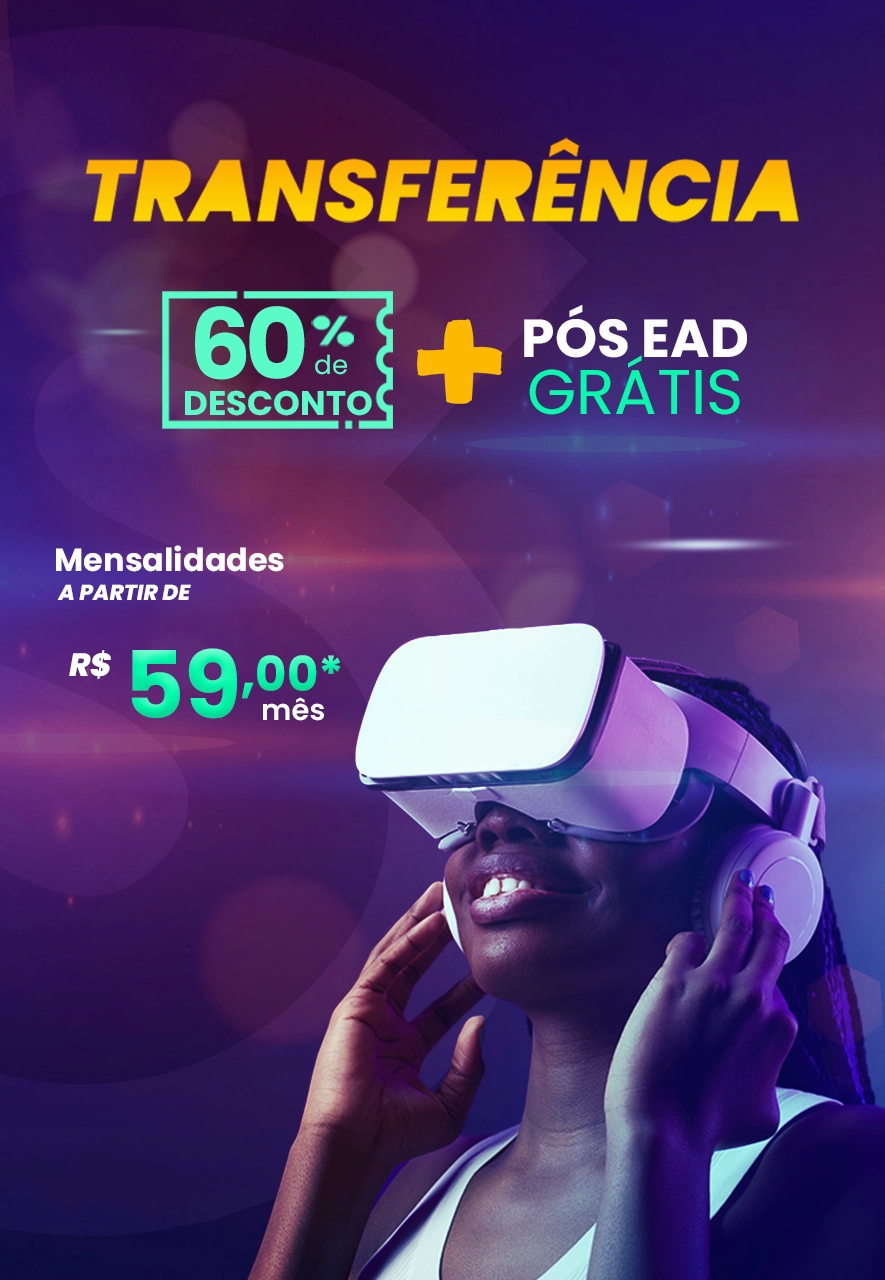 TRANSFERÊNCIA
60%
de
DESCONTO
PÓS EAD
GRÁTIS
Mensalidades
A PARTIR DE
R$ 59,00*
mês